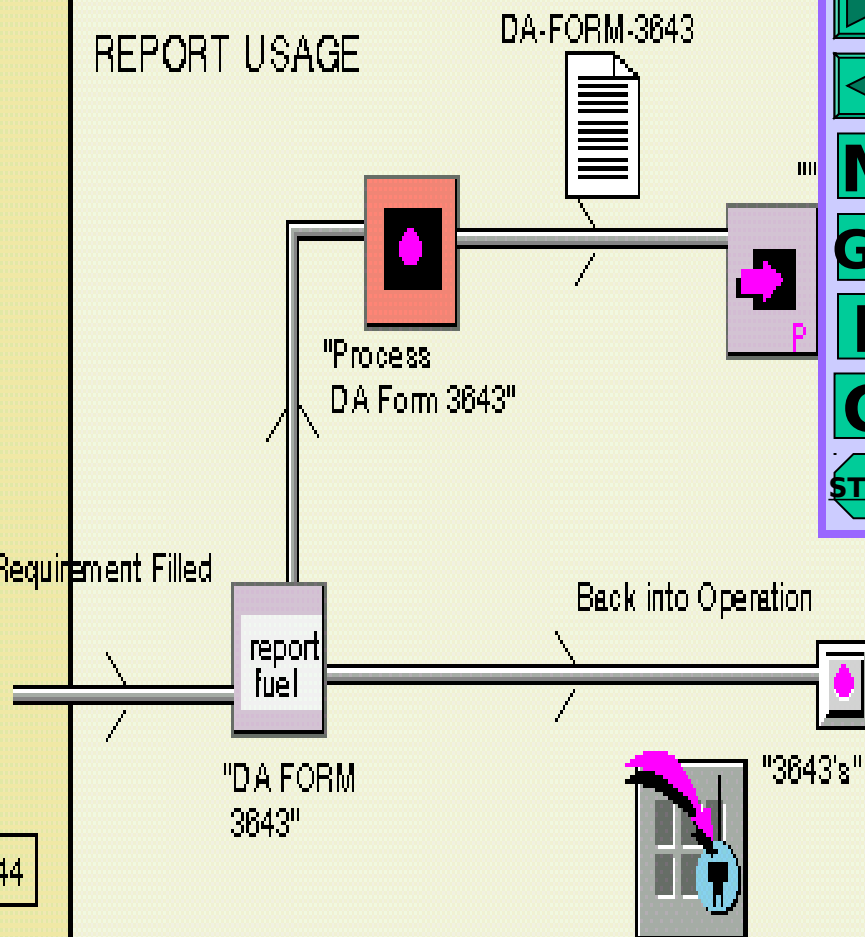 DA-FORM-3643
REPORT USAGE
"Process
DA Form 3643"
P
Requirement Filled
Back into Operation
report
fuel
"DA FORM
3643"
"3643's"
44